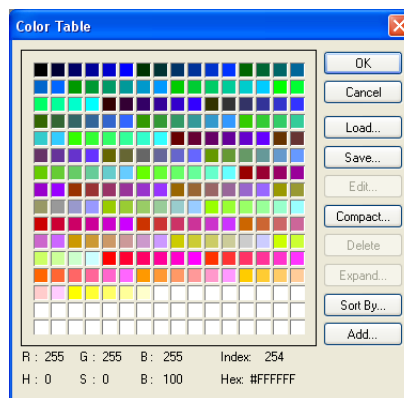 Color Table
OK
Cancel
Load...
Save...
Edit...
Compact...
Delete
Expand...
Sort By...
Add...
R : 255 G : 255 B : 255 Index: 254
H : 0 S : 0 B : 100 Hex: #FFFFFF